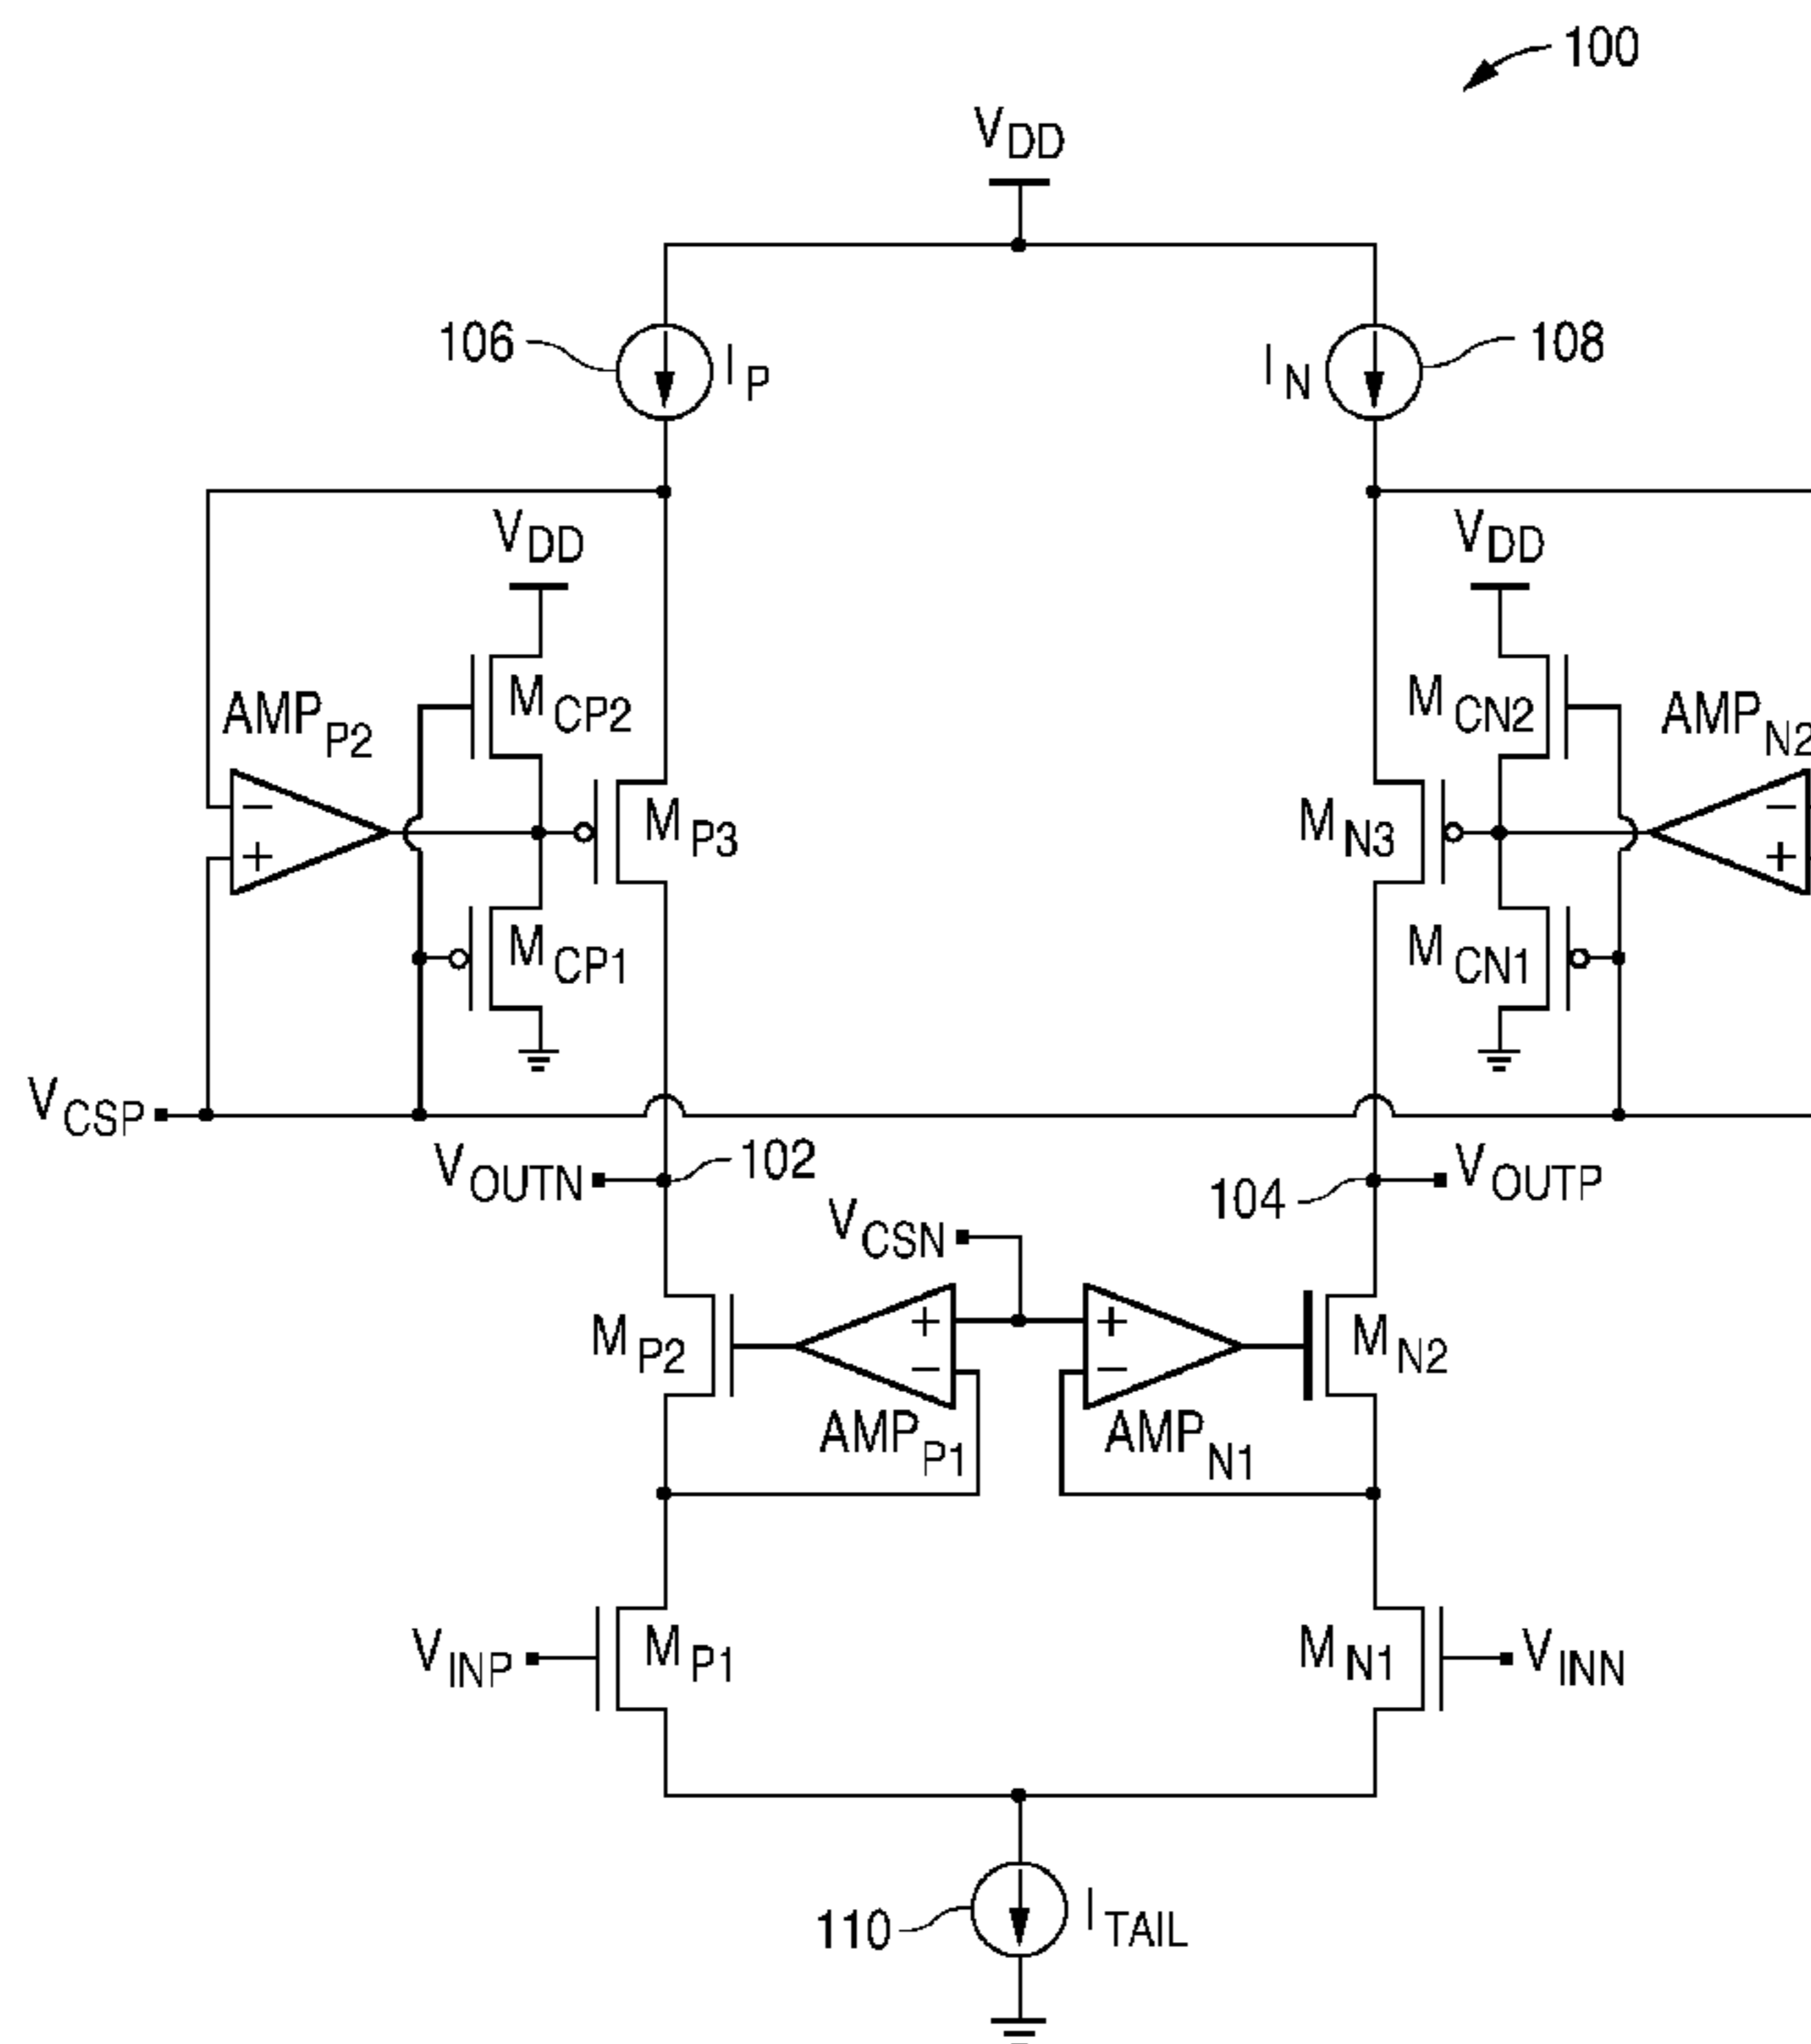 100
VDD
106
IP
IN
108
VDD
VDD
MCP2
MCN2
AMPP2
AMPN2
−
+
MP3
MN3
−
+
MCP1
MCN1
VCSP
VOUTN
102
104
VOUTP
VCSN
MP2
+
−
+
−
MN2
AMPP1
AMPN1
VINP
MP1
MN1
VINN
110
ITAIL